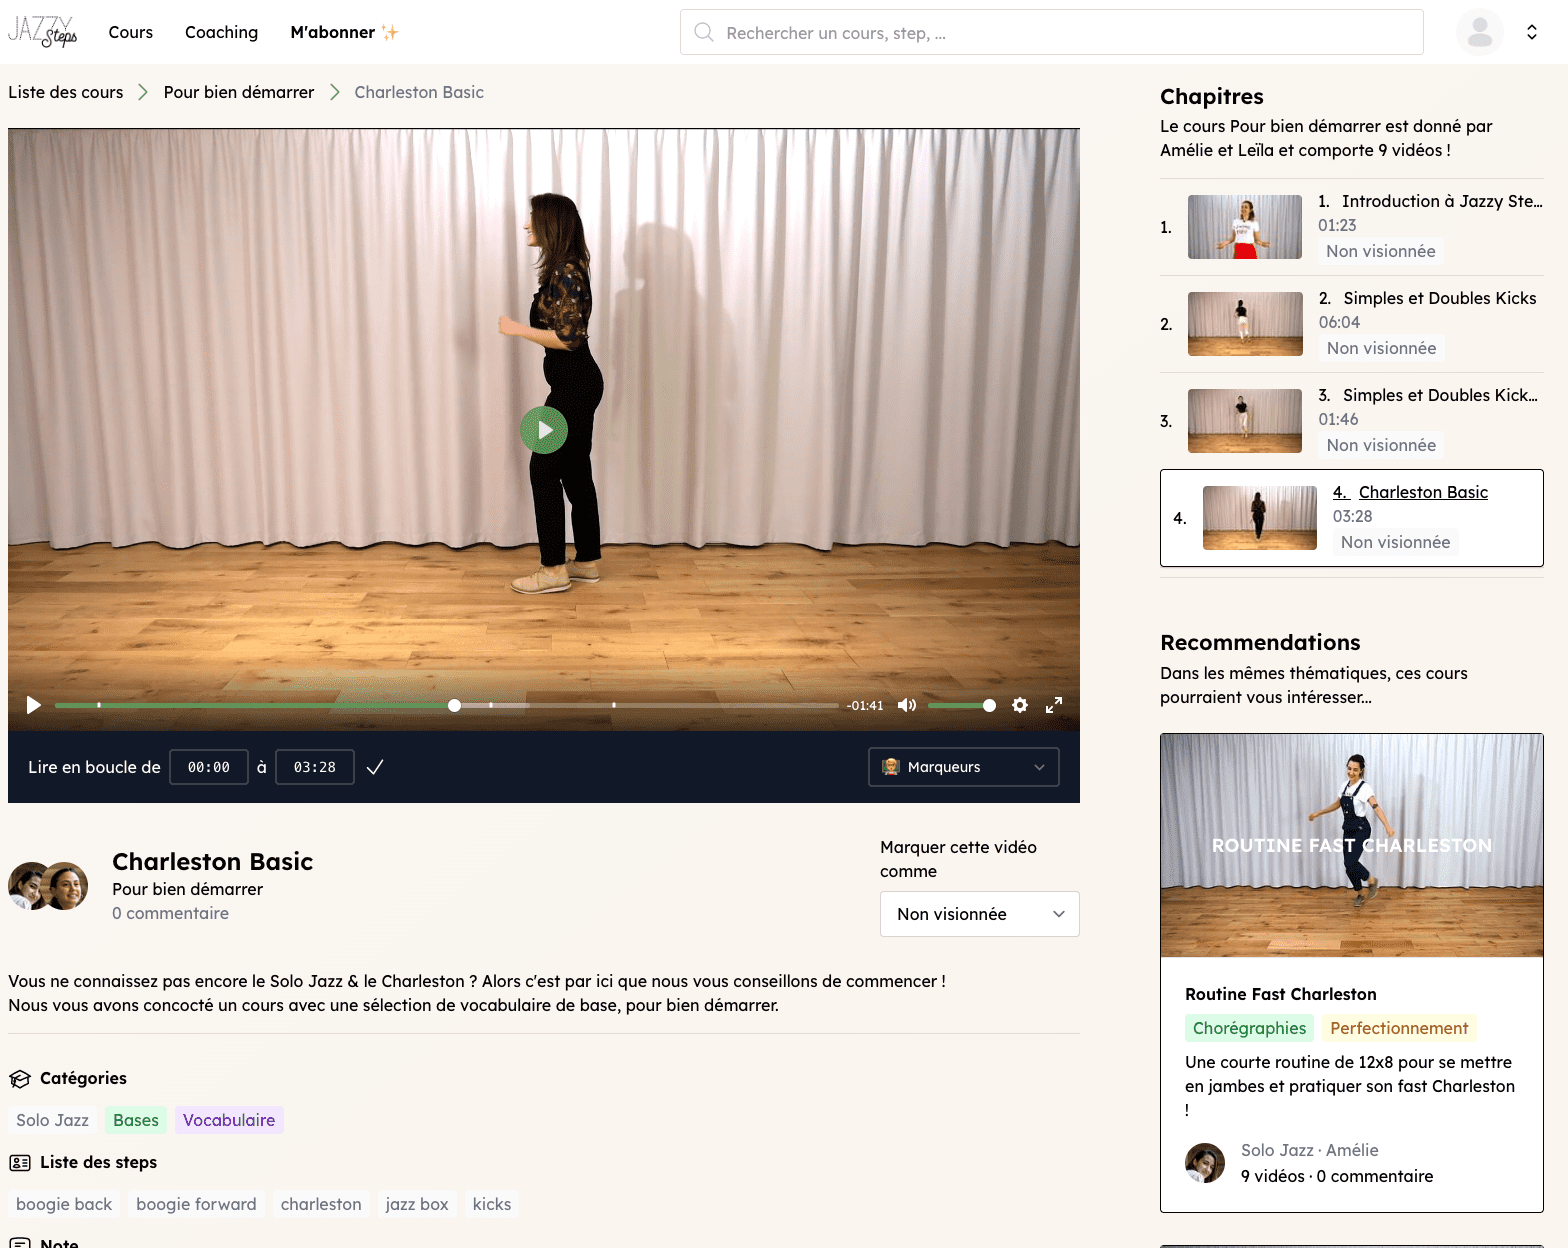 JAZZY Steps
Cours
Coaching
M'abonner ✨
Rechercher un cours, step, ...
Liste des cours
Pour bien démarrer
Charleston Basic
-01:41
Lire en boucle de
00:00
à
03:28
Marqueurs
Charleston Basic
Pour bien démarrer
0 commentaire
Marquer cette vidéo
comme
Non visionnée
Vous ne connaissez pas encore le Solo Jazz & le Charleston ? Alors c'est par ici que nous vous conseillons de commencer !
Nous vous avons concocté un cours avec une sélection de vocabulaire de base, pour bien démarrer.
Catégories
Solo Jazz
Bases
Vocabulaire
Liste des steps
boogie back
boogie forward
charleston
jazz box
kicks
Note
Chapitres
Le cours Pour bien démarrer est donné par
Amélie et Leïla et comporte 9 vidéos !
1.
1. Introduction à Jazzy Ste...
01:23
Non visionnée
2.
2. Simples et Doubles Kicks
06:04
Non visionnée
3.
3. Simples et Doubles Kick...
01:46
Non visionnée
4.
4. Charleston Basic
03:28
Non visionnée
Recommendations
Dans les mêmes thématiques, ces cours
pourraient vous intéresser...
ROUTINE FAST CHARLESTON
Routine Fast Charleston
Chorégraphies
Perfectionnement
Une courte routine de 12x8 pour se mettre
en jambes et pratiquer son fast Charleston
!
Solo Jazz · Amélie
9 vidéos · 0 commentaire